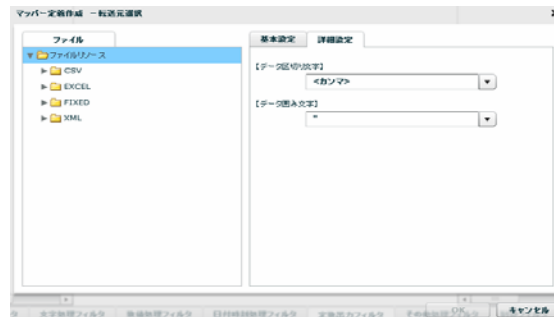 マッパー定義作成 －転送元選択
ファイル
ファイルリソース
CSV
EXCEL
FIXED
XML
基本設定 詳細設定
【データ区切り文字】
<カンマ>
【データ囲み文字】
"
OK キャンセル